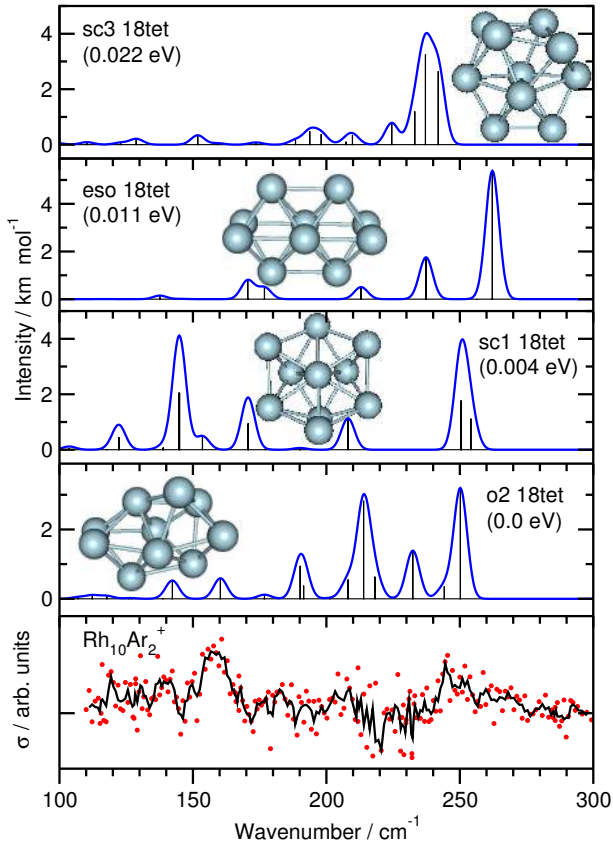 sc3 18tet
(0.022 eV)
4
2
0
eso 18tet
(0.011 eV)
4
2
0
sc1 18tet
(0.004 eV)
4
2
0
o2 18tet
(0.0 eV)
2
0
Intensity / km mol⁻¹
Rh₁₀Ar₂⁺
σ / arb. units
100 150 200 250 300
Wavenumber / cm⁻¹